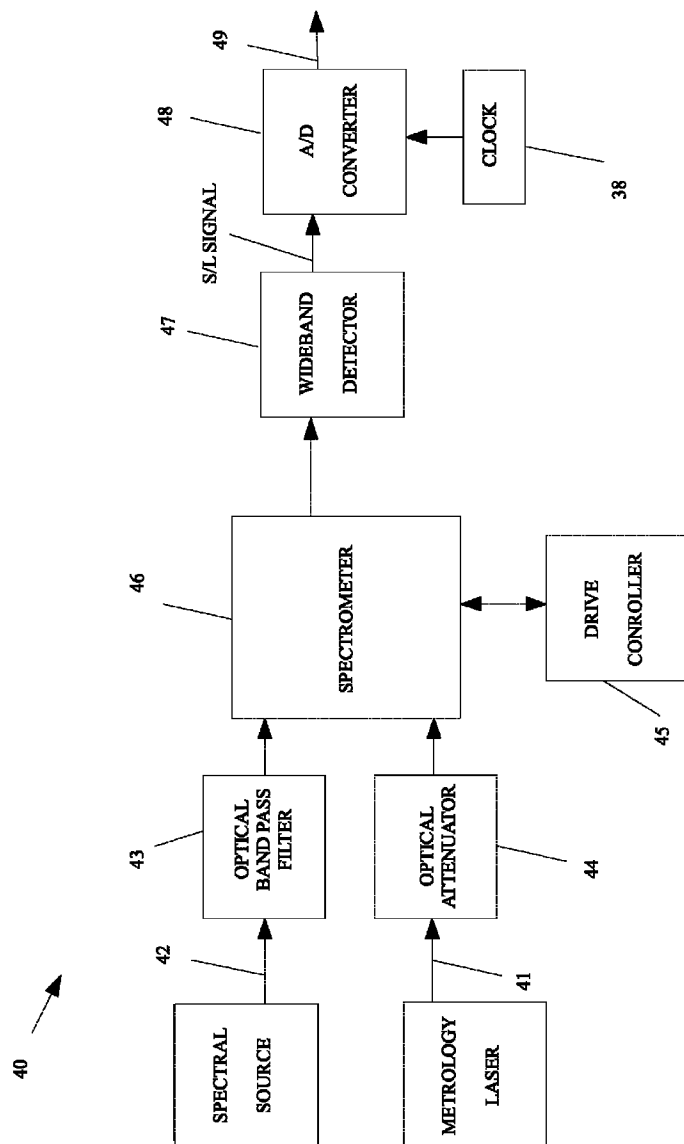 40
SPECTRAL
SOURCE
42
43
OPTICAL
BAND PASS
FILTER
METROLOGY
LASER
41
OPTICAL
ATTENUATOR
44
46
SPECTROMETER
DRIVE
CONROLLER
45
47
WIDEBAND
DETECTOR
S/L SIGNAL
48
A/D
CONVERTER
49
CLOCK
38